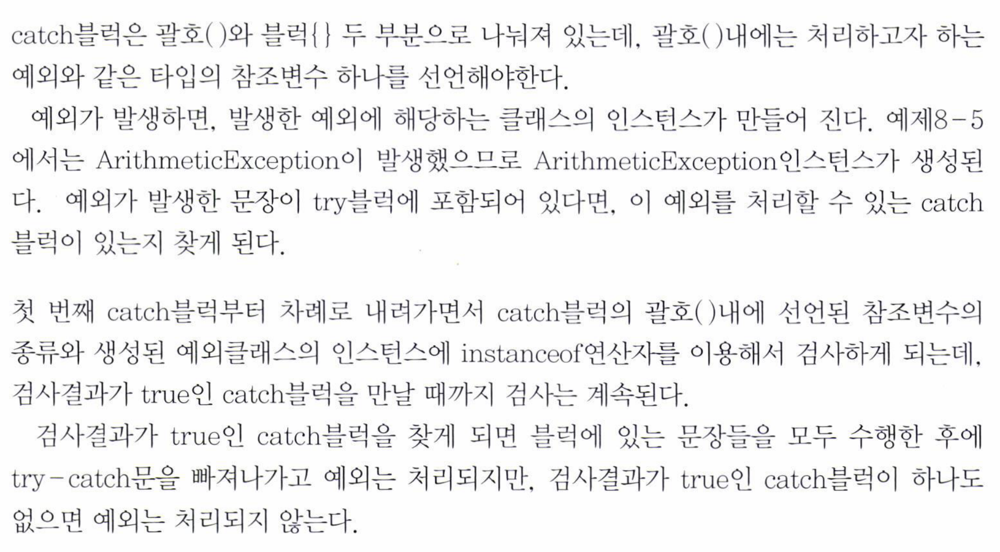 catch블럭은 괄호()와 블럭{} 두 부분으로 나눠져 있는데, 괄호()내에는 처리하고자 하는
예외와 같은 타입의 참조변수 하나를 선언해야한다.
예외가 발생하면, 발생한 예외에 해당하는 클래스의 인스턴스가 만들어 진다. 예제8-5
에서는 ArithmeticException이 발생했으므로 ArithmeticException인스턴스가 생성된
다. 예외가 발생한 문장이 try블럭에 포함되어 있다면, 이 예외를 처리할 수 있는 catch
블럭이 있는지 찾게 된다.
첫 번째 catch블럭부터 차례로 내려가면서 catch블럭의 괄호()내에 선언된 참조변수의
종류와 생성된 예외클래스의 인스턴스에 instanceof연산자를 이용해서 검사하게 되는데,
검사결과가 true인 catch블럭을 만날 때까지 검사는 계속된다.
검사결과가 true인 catch블럭을 찾게 되면 블럭에 있는 문장들을 모두 수행한 후에
try-catch문을 빠져나가고 예외는 처리되지만, 검사결과가 true인 catch블럭이 하나도
없으면 예외는 처리되지 않는다.